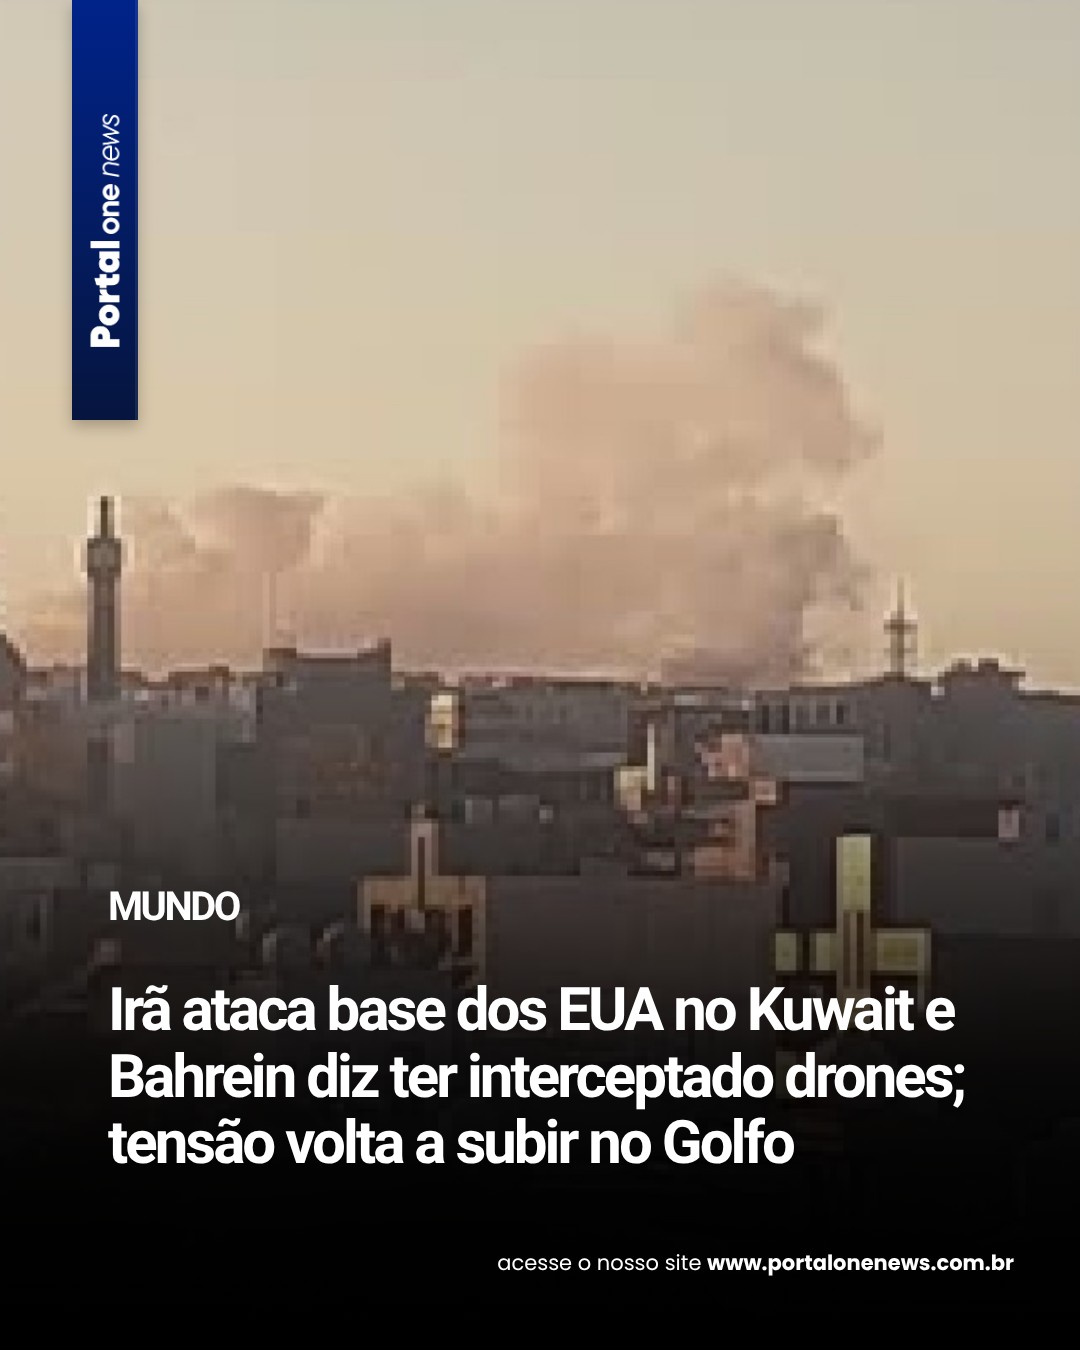 Portal one news
MUNDO
Irã ataca base dos EUA no Kuwait e
Bahrein diz ter interceptado drones;
tensão volta a subir no Golfo
acesse o nosso site www.portalonenews.com.br